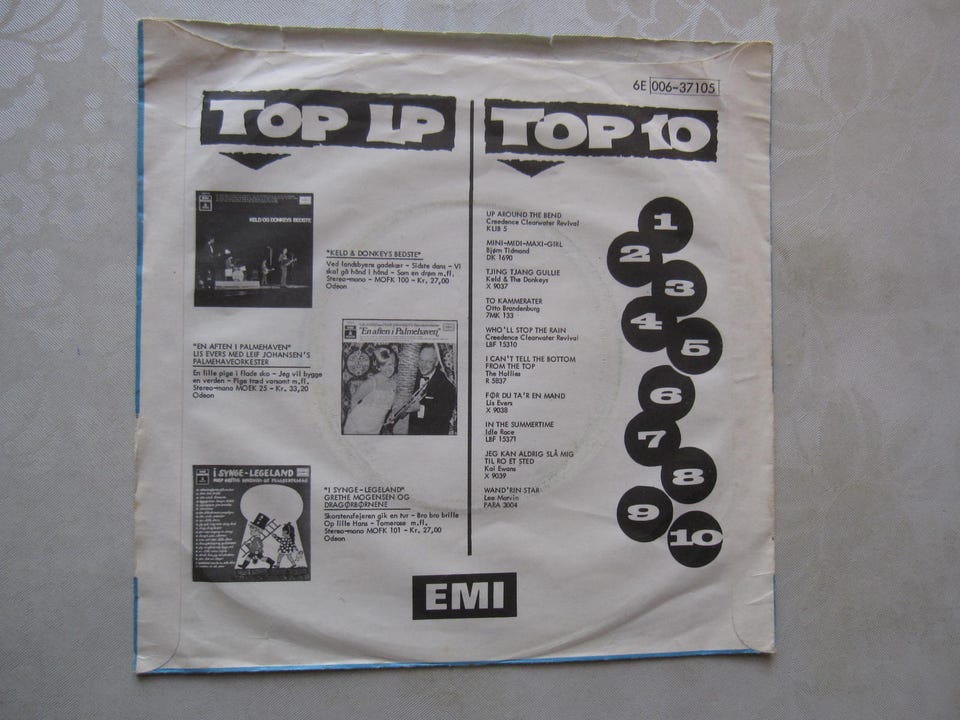 6E 006-37105
TOP LP
KELD OG DONKEYS BEDSTE
"KELD & DONKEYS BEDSTE"
Ved landsbyens gadekær - Sidste dans - Vi
skal gå hånd i hånd - Som en drøm m.fl.
Stereo-mono - MOFK 100 - Kr. 27,00
Odeon
"EN AFTEN I PALMEHAVEN"
LIS EVERS MED LEIF JOHANSEN'S
PALMEHAVEORKESTER
En lille pige i flade sko - Jeg vil bygge
en verden - Pige træd varsomt m.fl.
Stereo-mono MOEK 25 - Kr. 33,20
Odeon
"En aften i Palmehaven"
i SYNGE-LEGELAND
"I SYNGE-LEGELAND"
GRETHE MOGENSEN OG
DRAGØRBØRNENE
Skorstensfejeren gik en tur - Bro bro brille
Op lille Hans - Tornerose m.fl.
Stereo-mono MOFK 101 - Kr. 27,00
Odeon
TOP 10
UP AROUND THE BEND
Creedence Clearwater Revival
KLIB 5
MINI-MIDI-MAXI-GIRL
Bjørn Tidmand
DK 1690
TJING TJANG GULLIE
Keld & The Donkeys
X 9037
TO KAMMERATER
Otto Brandenburg
7MK 133
WHO'LL STOP THE RAIN
Creedence Clearwater Revival
LBF 15310
I CAN'T TELL THE BOTTOM
FROM THE TOP
The Hollies
R 5837
FØR DU TA'R EN MAND
Lis Evers
X 9038
IN THE SUMMERTIME
Idle Race
LBF 15371
JEG KAN ALDRIG SLÅ MIG
TIL RO ET STED
Kai Ewans
X 9039
WAND'RIN STAR
Lee Marvin
PARA 3004
1
2
3
4
5
6
7
8
9
10
EMI